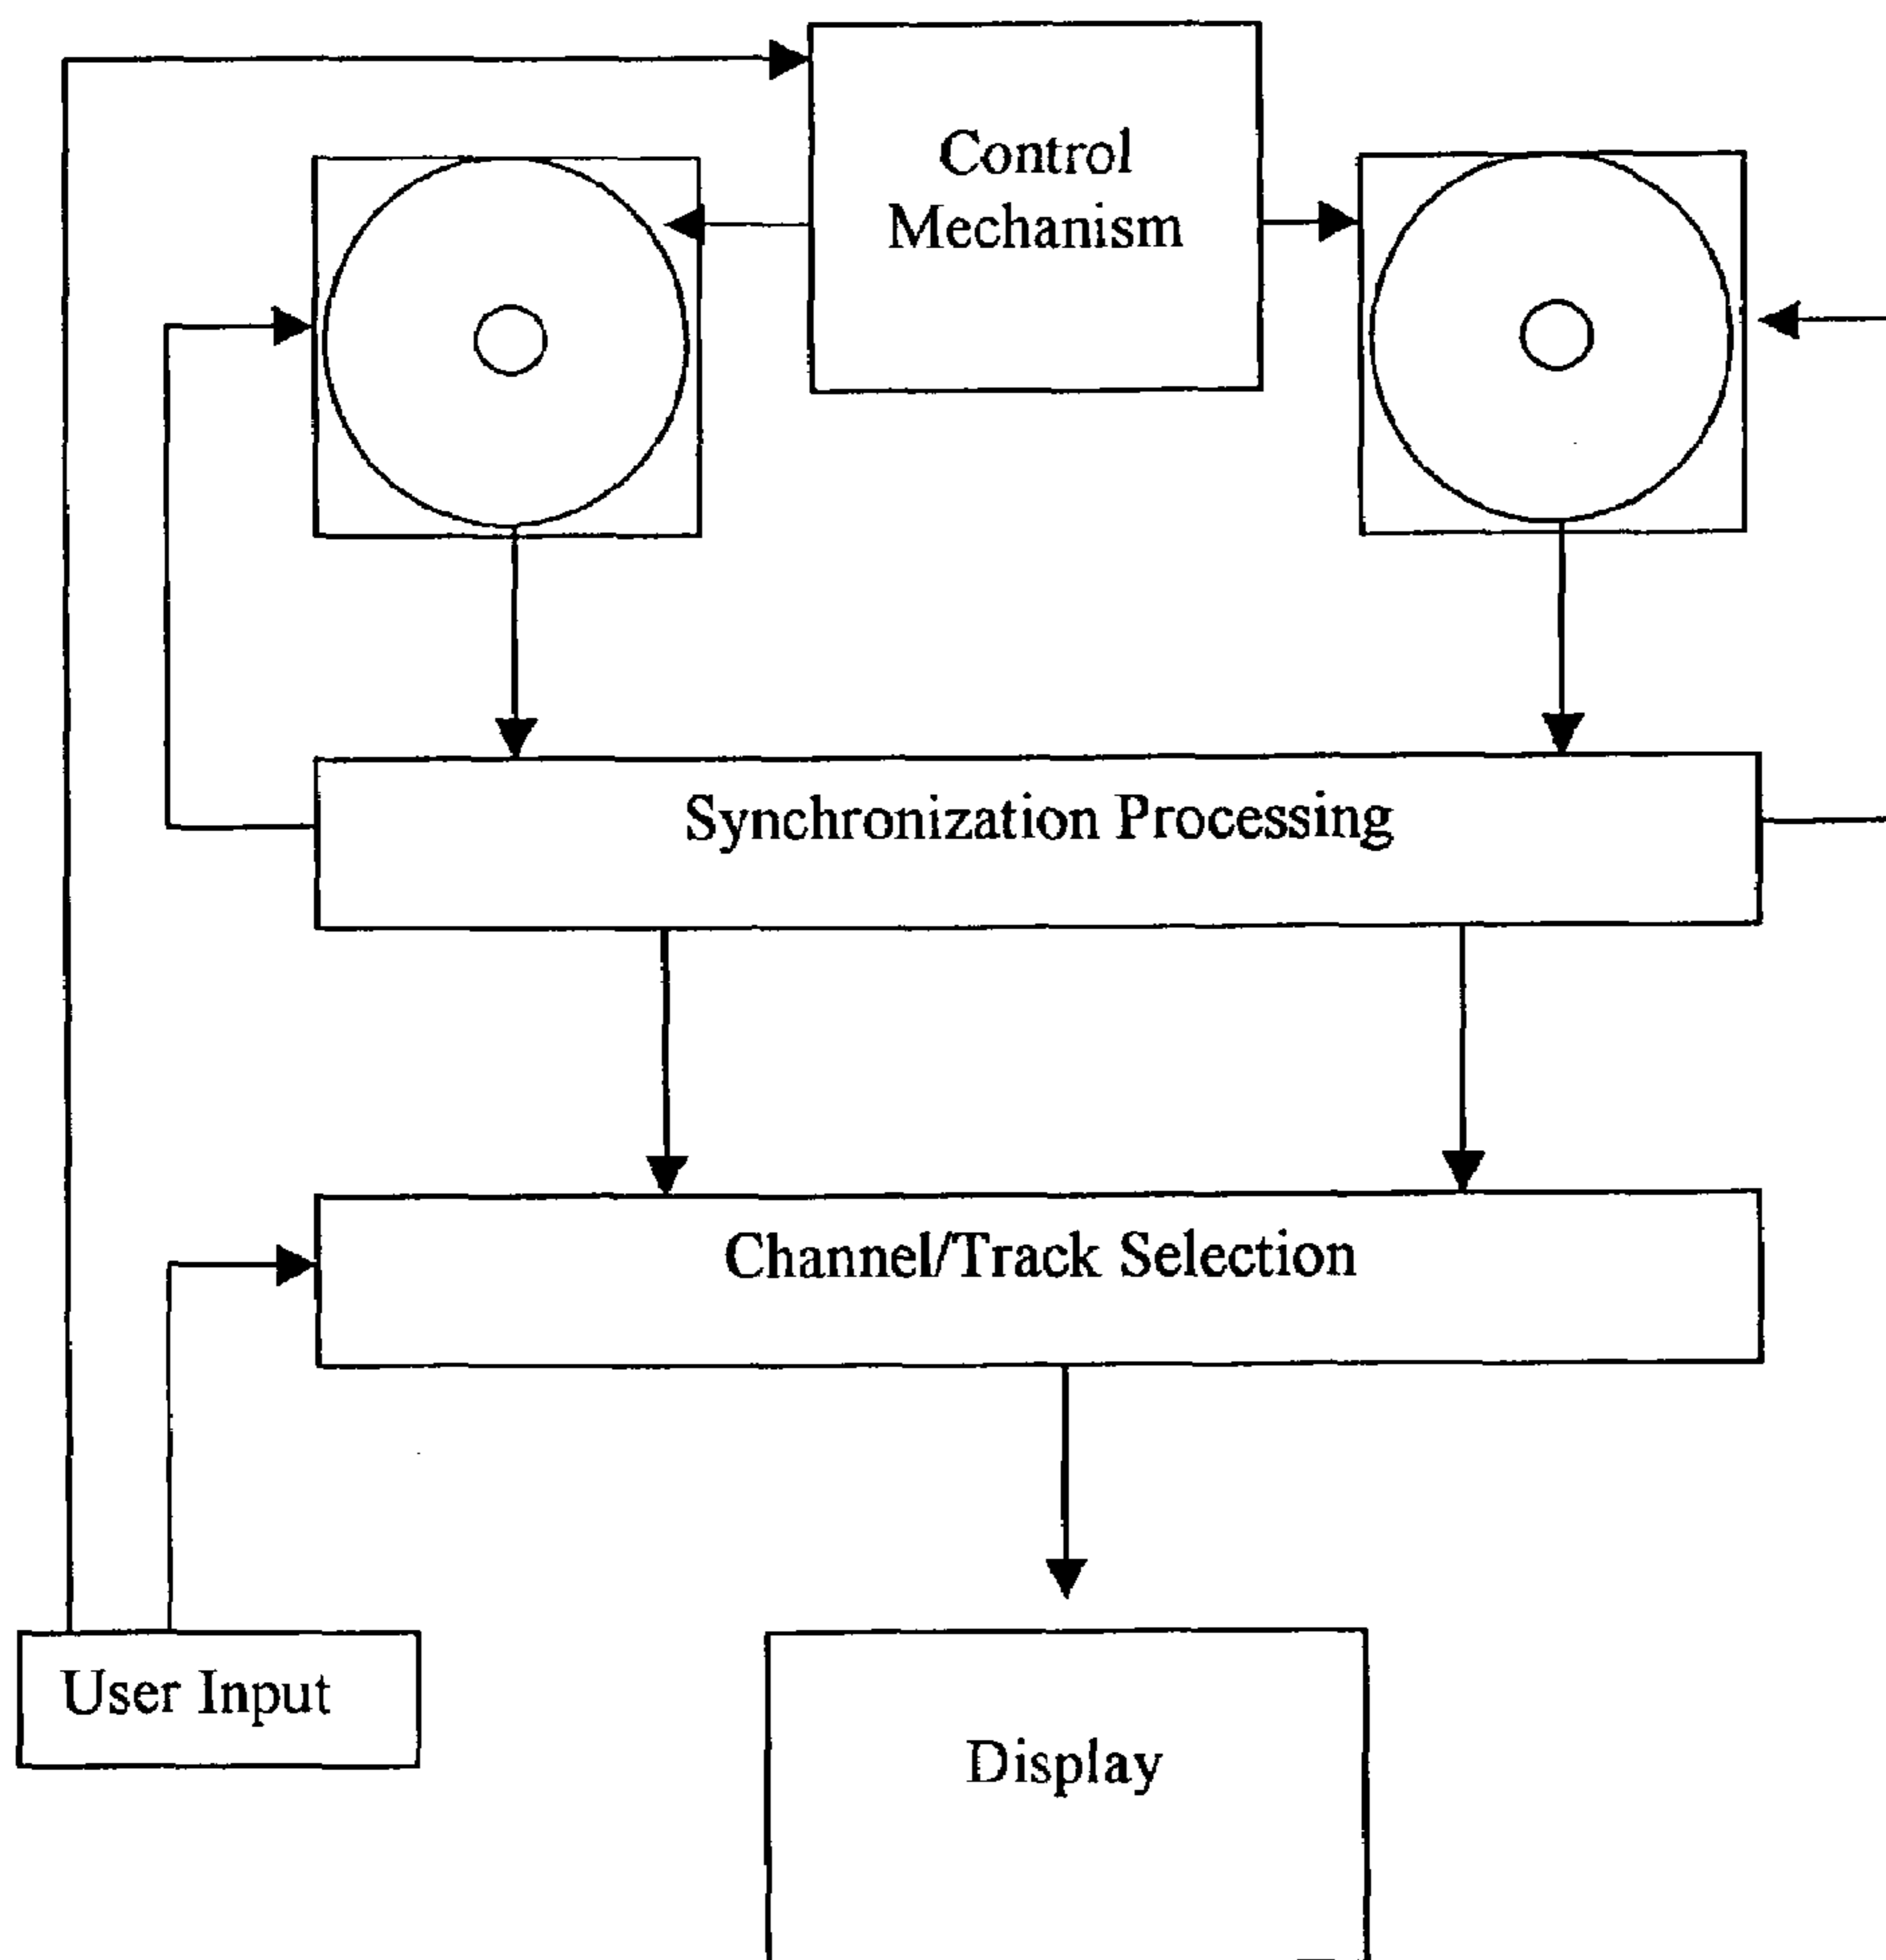 Control
Mechanism
Synchronization Processing
Channel/Track Selection
User Input
Display